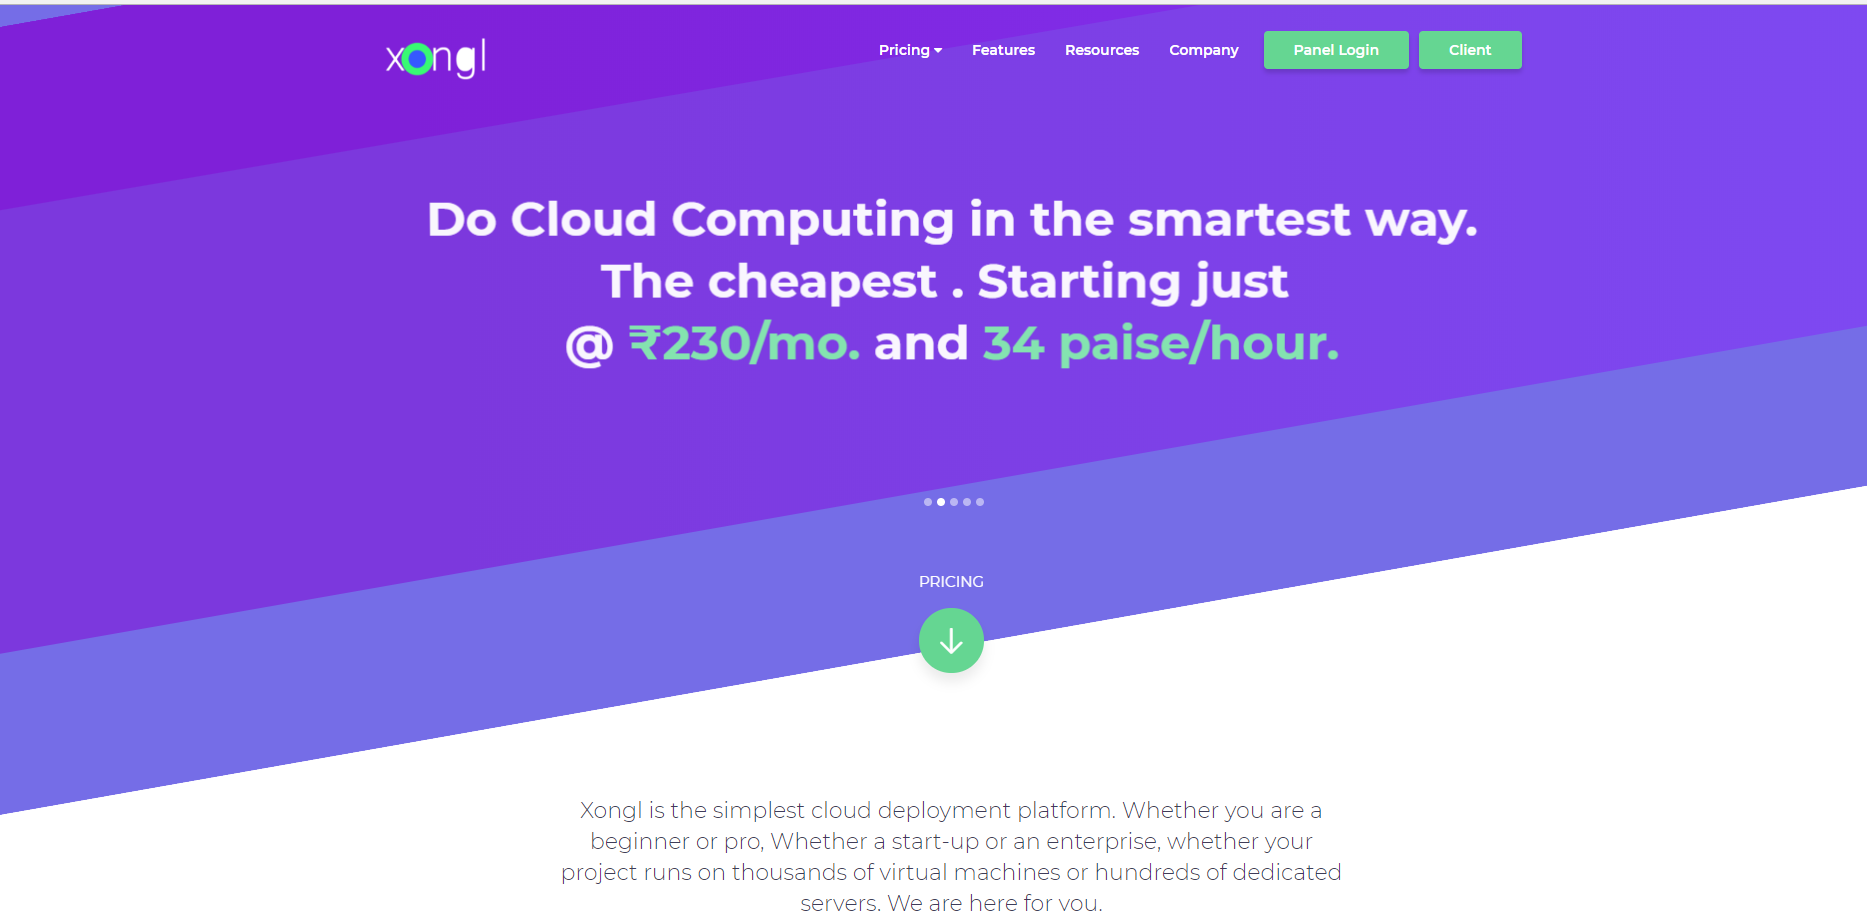 xongl
Pricing
Features
Resources
Company
Panel Login
Client
Do Cloud Computing in the smartest way.
The cheapest . Starting just
@ ₹230/mo. and 34 paise/hour.
PRICING
Xongl is the simplest cloud deployment platform. Whether you are a
beginner or pro, Whether a start-up or an enterprise, whether your
project runs on thousands of virtual machines or hundreds of dedicated
servers. We are here for you.